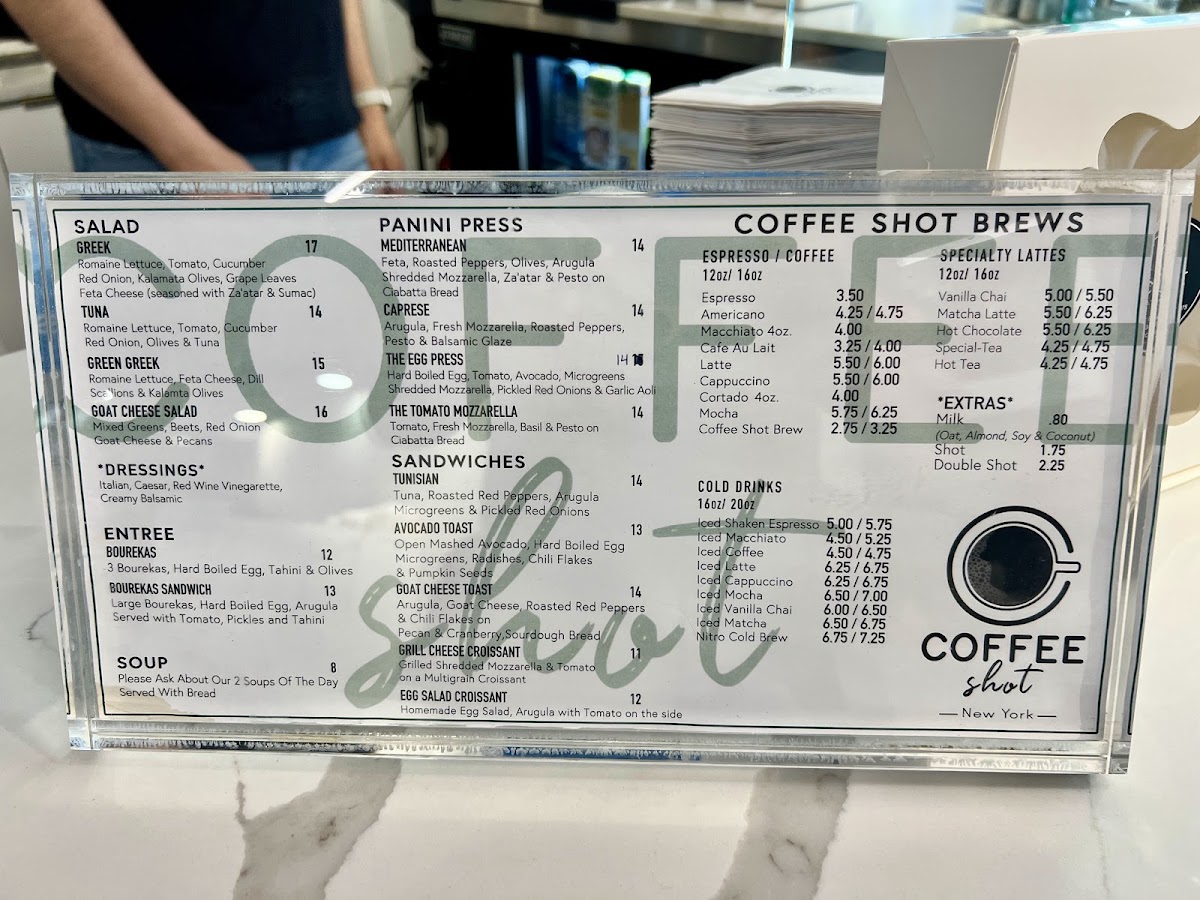 SALAD
GREEK 17
Romaine Lettuce, Tomato, Cucumber
Red Onion, Kalamata Olives, Grape Leaves
Feta Cheese (seasoned with Za'atar & Sumac)
TUNA 14
Romaine Lettuce, Tomato, Cucumber
Red Onion, Olives & Tuna
GREEN GREEK 15
Romaine Lettuce, Feta Cheese, Dill
Scallions & Kalamta Olives
GOAT CHEESE SALAD 16
Mixed Greens, Beets, Red Onion
Goat Cheese & Pecans
*DRESSINGS*
Italian, Caesar, Red Wine Vinegarette,
Creamy Balsamic
ENTREE
BOUREKAS 12
3 Bourekas, Hard Boiled Egg, Tahini & Olives
BOUREKAS SANDWICH 13
Large Bourekas, Hard Boiled Egg, Arugula
Served with Tomato, Pickles and Tahini
SOUP 8
Please Ask About Our 2 Soups Of The Day
Served With Bread
PANINI PRESS
MEDITERRANEAN 14
Feta, Roasted Peppers, Olives, Arugula
Shredded Mozzarella, Za'atar & Pesto on
Ciabatta Bread
CAPRESE 14
Arugula, Fresh Mozzarella, Roasted Peppers,
Pesto & Balsamic Glaze
THE EGG PRESS 14
Hard Boiled Egg, Tomato, Avocado, Microgreens
Shredded Mozzarella, Pickled Red Onions & Garlic Aoli
THE TOMATO MOZZARELLA 14
Tomato, Fresh Mozzarella, Basil & Pesto on
Ciabatta Bread
SANDWICHES
TUNISIAN 14
Tuna, Roasted Red Peppers, Arugula
Microgreens & Pickled Red Onions
AVOCADO TOAST 13
Open Mashed Avocado, Hard Boiled Egg
Microgreens, Radishes, Chili Flakes
& Pumpkin Seeds
GOAT CHEESE TOAST 14
Arugula, Goat Cheese, Roasted Red Peppers
& Chili Flakes on
Pecan & Cranberry,Sourdough Bread
GRILL CHEESE CROISSANT 11
Grilled Shredded Mozzarella & Tomato
on a Multigrain Croissant
EGG SALAD CROISSANT 12
Homemade Egg Salad, Arugula with Tomato on the side
COFFEE SHOT BREWS
ESPRESSO / COFFEE
12oz/ 16oz
Espresso 3.50
Americano 4.25 / 4.75
Macchiato 4oz. 4.00
Cafe Au Lait 3.25 / 4.00
Latte 5.50 / 6.00
Cappuccino 5.50 / 6.00
Cortado 4oz. 4.00
Mocha 5.75 / 6.25
Coffee Shot Brew 2.75 / 3.25
COLD DRINKS
16oz/ 20oz
Iced Shaken Espresso 5.00 / 5.75
Iced Macchiato 4.50 / 5.25
Iced Coffee 4.50 / 4.75
Iced Latte 6.25 / 6.75
Iced Cappuccino 6.25 / 6.75
Iced Mocha 6.50 / 7.00
Iced Vanilla Chai 6.00 / 6.50
Iced Matcha 6.50 / 6.75
Nitro Cold Brew 6.75 / 7.25
SPECIALTY LATTES
12oz/ 16oz
Vanilla Chai 5.00 / 5.50
Matcha Latte 5.50 / 6.25
Hot Chocolate 5.50 / 6.25
Special-Tea 4.25 / 4.75
Hot Tea 4.25 / 4.75
*EXTRAS*
Milk .80
(Oat, Almond, Soy & Coconut)
Shot 1.75
Double Shot 2.25
COFFEE
shot
— New York —
COFFEE
shot